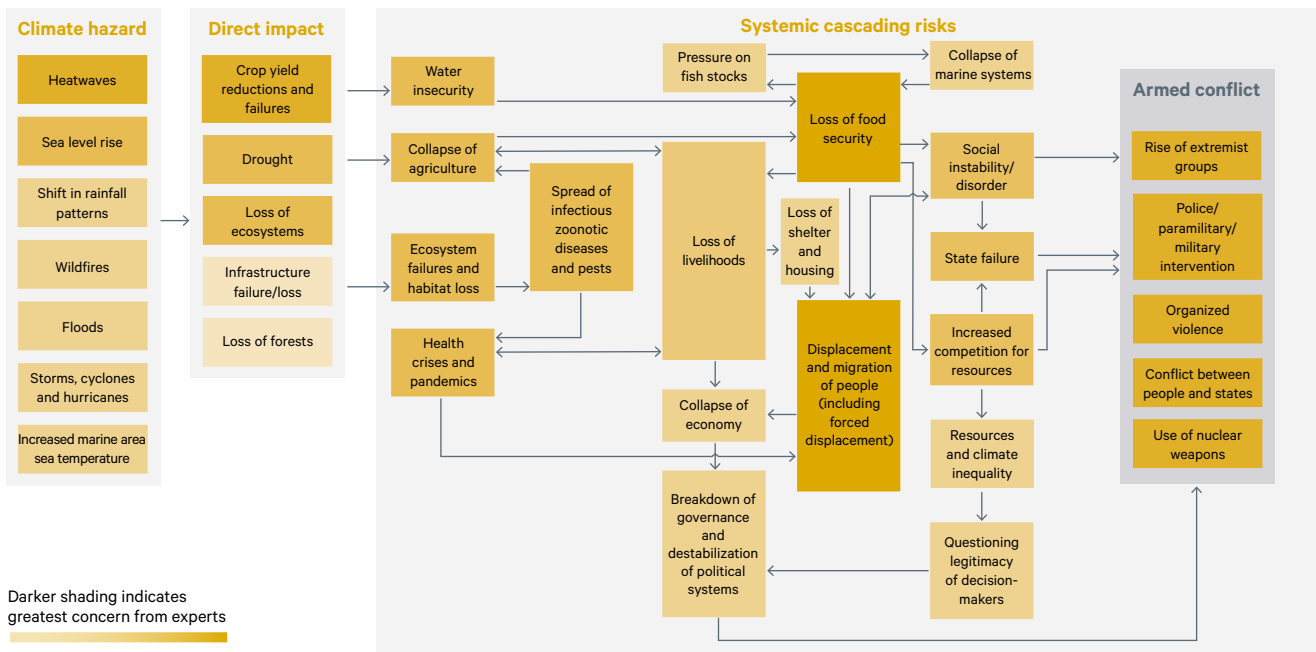 Climate hazard
Heatwaves
Sea level rise
Shift in rainfall
patterns
Wildfires
Floods
Storms, cyclones
and hurricanes
Increased marine area
sea temperature
Direct impact
Crop yield
reductions and
failures
Drought
Loss of
ecosystems
Infrastructure
failure/loss
Loss of forests
Systemic cascading risks
Water
insecurity
Collapse of
agriculture
Ecosystem
failures and
habitat loss
Health
crises and
pandemics
Spread of
infectious
zoonotic
diseases
and pests
Pressure on
fish stocks
Loss of
livelihoods
Collapse of
economy
Breakdown of
governance
and
destabilization
of political
systems
Loss of food
security
Loss of
shelter
and
housing
Displacement
and migration
of people
(including
forced
displacement)
Collapse of
marine systems
Social
instability/
disorder
State failure
Increased
competition for
resources
Resources
and climate
inequality
Questioning
legitimacy
of decision-
makers
Armed conflict
Rise of extremist
groups
Police/
paramilitary/
military
intervention
Organized
violence
Conflict between
people and states
Use of nuclear
weapons
Darker shading indicates
greatest concern from experts